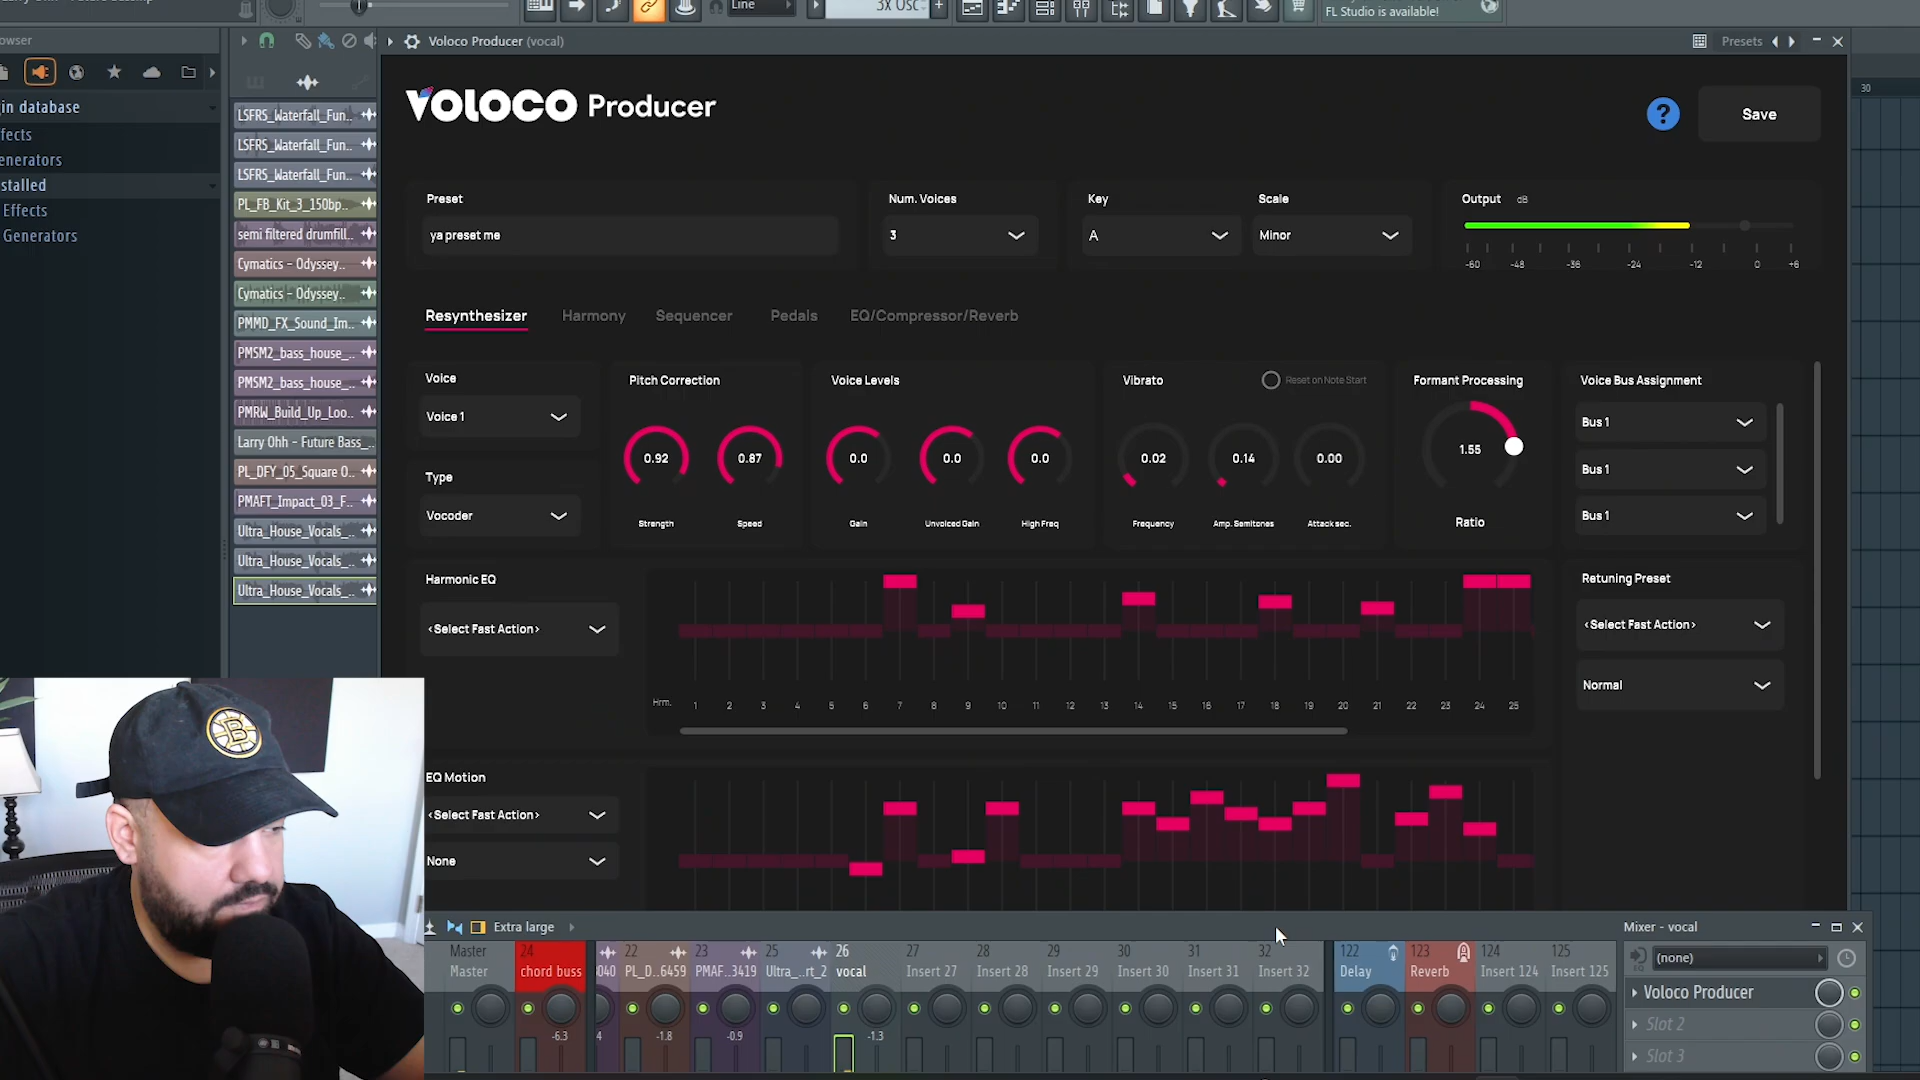 Line
3x OSC
FL Studio is available!
owser
Voloco Producer (vocal)
Presets
in database
fects
enerators
stalled
Effects
Generators
LSFRS_Waterfall_Fun..
LSFRS_Waterfall_Fun..
LSFRS_Waterfall_Fun..
PL_FB_Kit_3_150bp..
semi filtered drumfill..
Cymatics - Odyssey..
Cymatics - Odyssey..
PMMD_FX_Sound_Im..
PMSM2_bass_house_..
PMSM2_bass_house_..
PMRW_Build_Up_Loo..
Larry Ohh - Future Bass_..
PL_DFY_05_Square O..
PMAFT_Impact_03_F..
Ultra_House_Vocals_..
Ultra_House_Vocals_..
Ultra_House_Vocals_..
30
VOLOCO Producer
?
Save
Preset
ya preset me
Num. Voices
3
Key
A
Scale
Minor
Output dB
-60 -48 -36 -24 -12 0 +6
Resynthesizer Harmony Sequencer Pedals EQ/Compressor/Reverb
Voice
Voice 1
Type
Vocoder
Pitch Correction
0.92 0.87
Strength Speed
Voice Levels
0.0 0.0 0.0
Gain Unvoiced Gain High Freq
Vibrato
Reset on Note Start
0.02 0.14 0.00
Frequency Amp. Semitones Attack sec.
Formant Processing
1.55
Ratio
Voice Bus Assignment
Bus 1
Bus 1
Bus 1
Harmonic EQ
<Select Fast Action>
Hrm. 1 2 3 4 5 6 7 8 9 10 11 12 13 14 15 16 17 18 19 20 21 22 23 24 25
Retuning Preset
<Select Fast Action>
Normal
EQ Motion
<Select Fast Action>
None
B
Extra large
Mixer - vocal
Master 24 22 23 25 26 27 28 29 30 31 32 122 123 124 125
Master chord buss 3040 PL_D..6459 PMAF..3419 Ultra_..rt_2 vocal Insert 27 Insert 28 Insert 29 Insert 30 Insert 31 Insert 32 Delay Reverb Insert 124 Insert 125
-6.3 4 -1.8 -0.9 -1.3
(none)
Voloco Producer
Slot 2
Slot 3